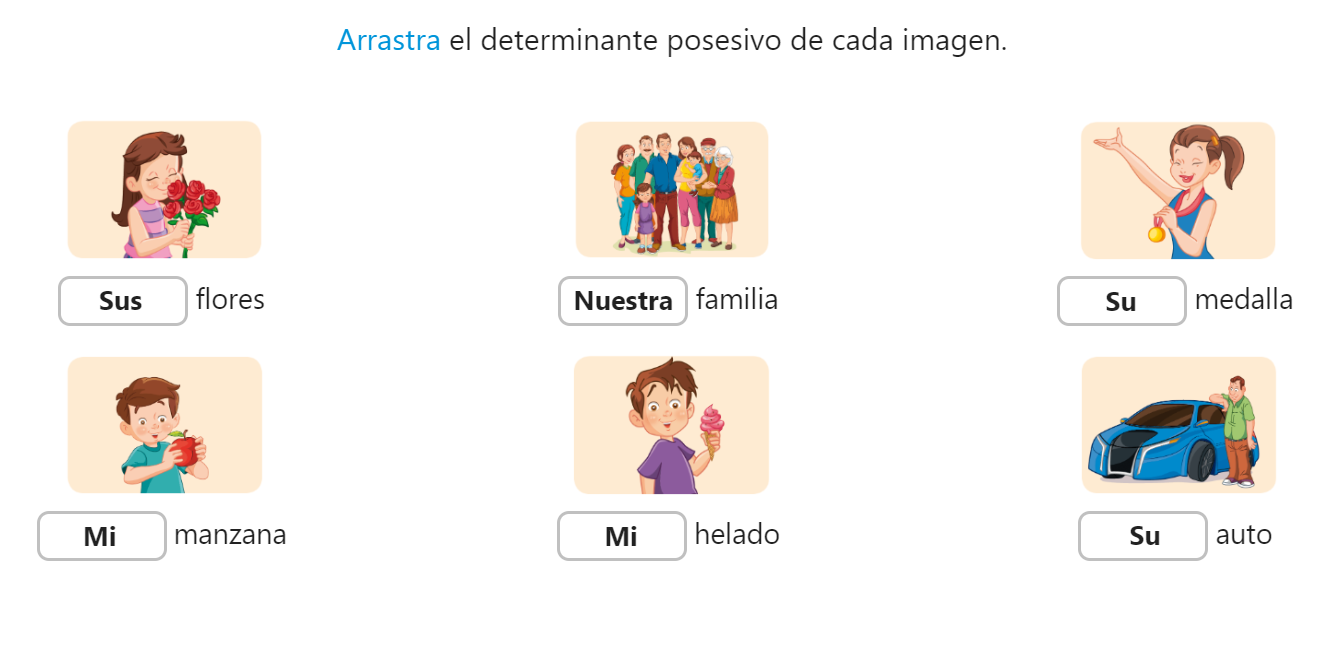 Arrastra el determinante posesivo de cada imagen.
Sus flores
Nuestra familia
Su medalla
Mi manzana
Mi helado
Su auto